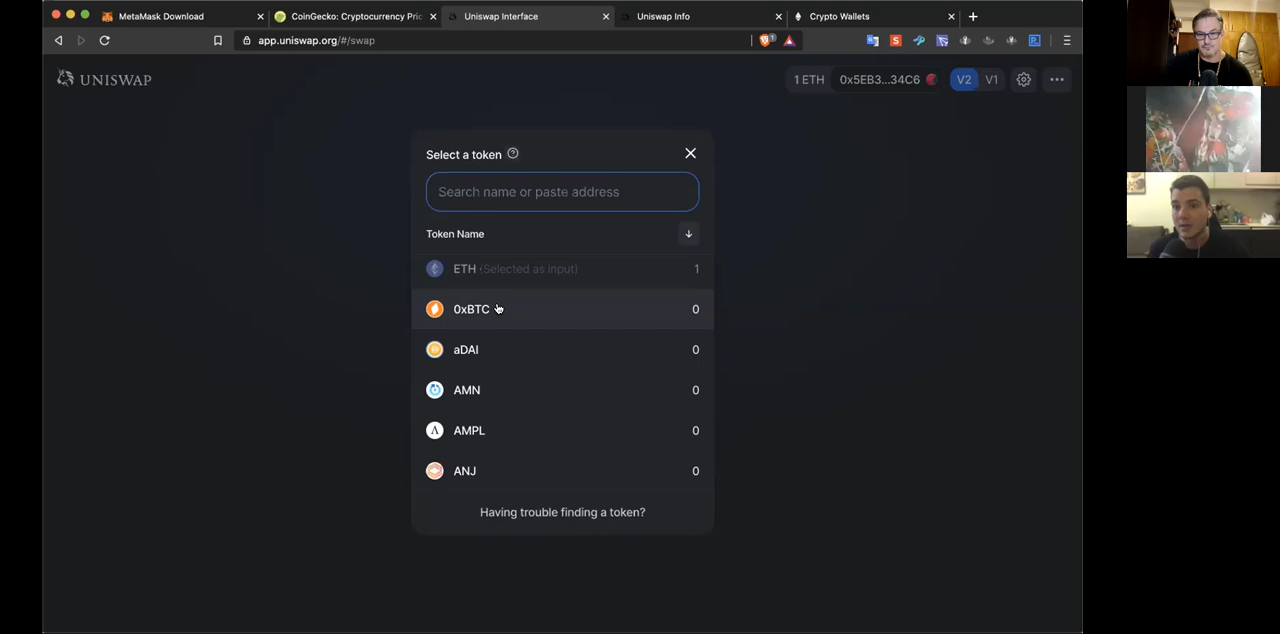 MetaMask Download
CoinGecko: Cryptocurrency Pric
Uniswap Interface
Uniswap Info
Crypto Wallets
app.uniswap.org/#/swap
1
UNISWAP
1 ETH
0x5EB3...34C6
V2
V1
Select a token
Search name or paste address
Token Name
ETH (Selected as input) 1
0xBTC 0
aDAI 0
AMN 0
AMPL 0
ANJ 0
Having trouble finding a token?